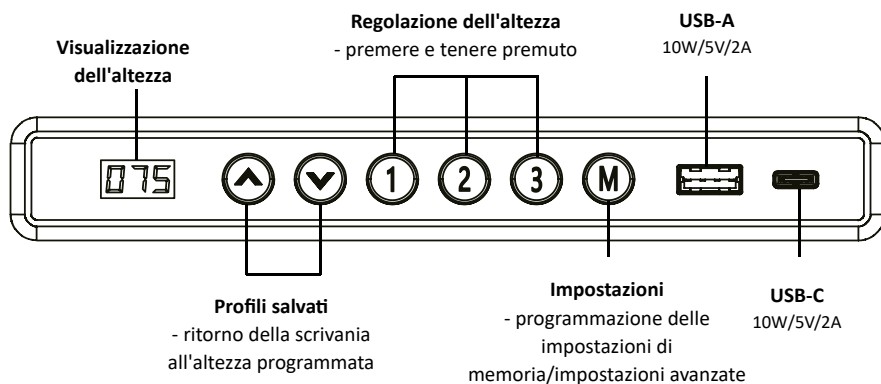 Visualizzazione
dell'altezza
Regolazione dell'altezza
- premere e tenere premuto
USB-A
10W/5V/2A
075
1
2
3
M
Profili salvati
- ritorno della scrivania
all'altezza programmata
Impostazioni
- programmazione delle
impostazioni di
memoria/impostazioni avanzate
USB-C
10W/5V/2A